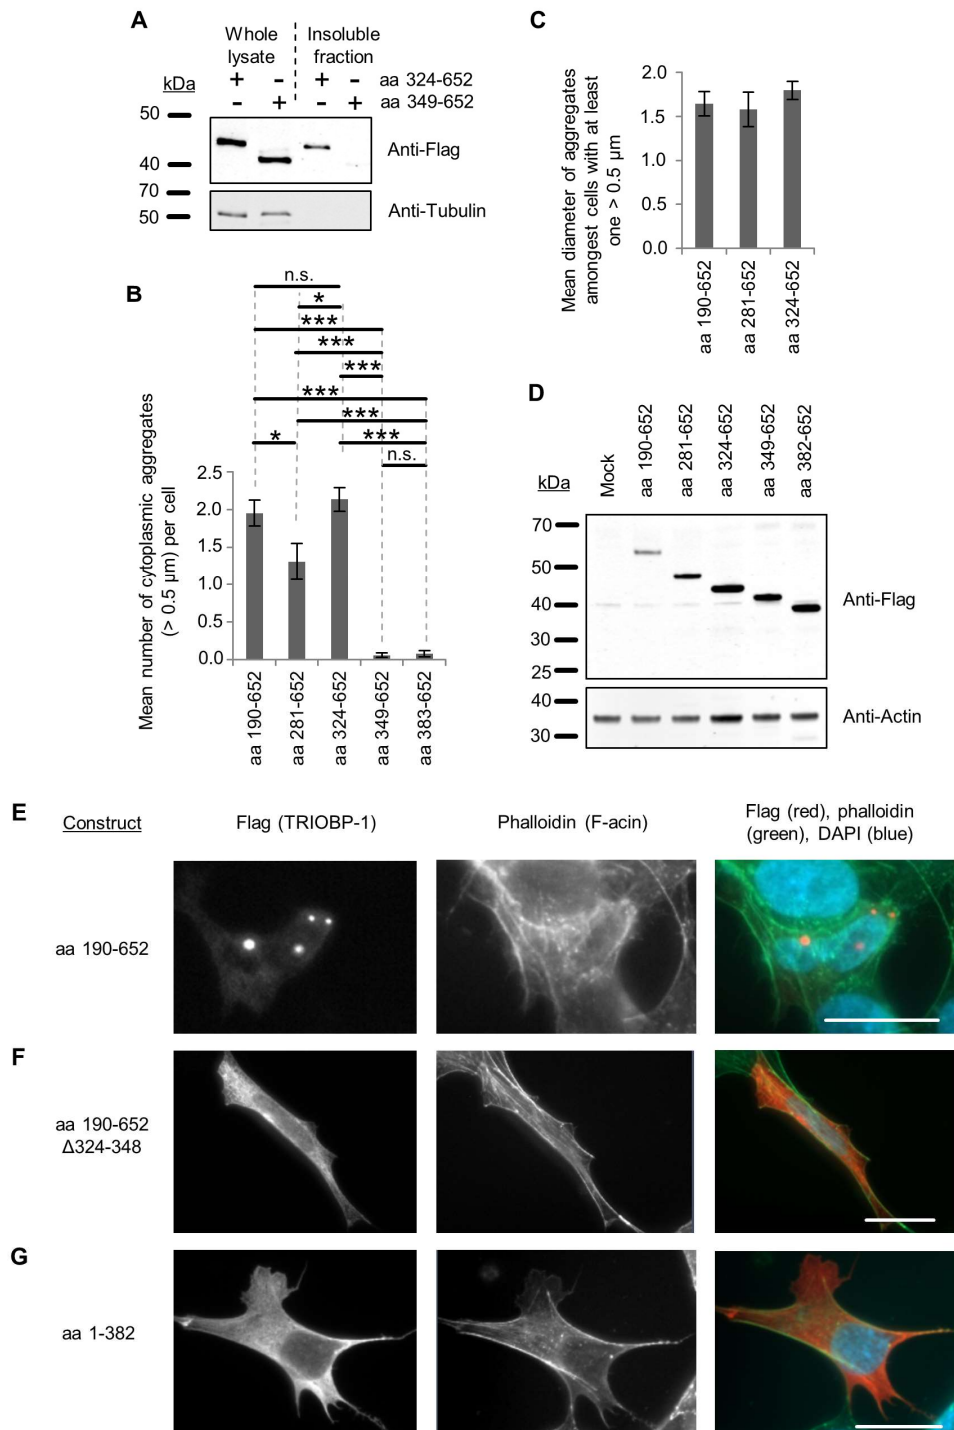 A
Whole lysate
Insoluble fraction
kDa
+ - + - aa 324-652
- + - + aa 349-652
50
40
Anti-Flag
70
50
Anti-Tubulin
B
n.s.
*
***
***
***
***
***
* ***
n.s.
Mean number of cytoplasmic aggregates
(> 0.5 µm) per cell
2.5
2.0
1.5
1.0
0.5
0.0
aa 190-652
aa 281-652
aa 324-652
aa 349-652
aa 383-652
C
Mean diameter of aggregates
amongest cells with at least
one > 0.5 µm
2.0
1.5
1.0
0.5
0.0
aa 190-652
aa 281-652
aa 324-652
D
kDa
Mock
aa 190-652
aa 281-652
aa 324-652
aa 349-652
aa 382-652
70
50
40
30
25
Anti-Flag
40
30
Anti-Actin
E
Construct
Flag (TRIOBP-1)
Phalloidin (F-acin)
Flag (red), phalloidin
(green), DAPI (blue)
aa 190-652
F
aa 190-652
Δ324-348
G
aa 1-382